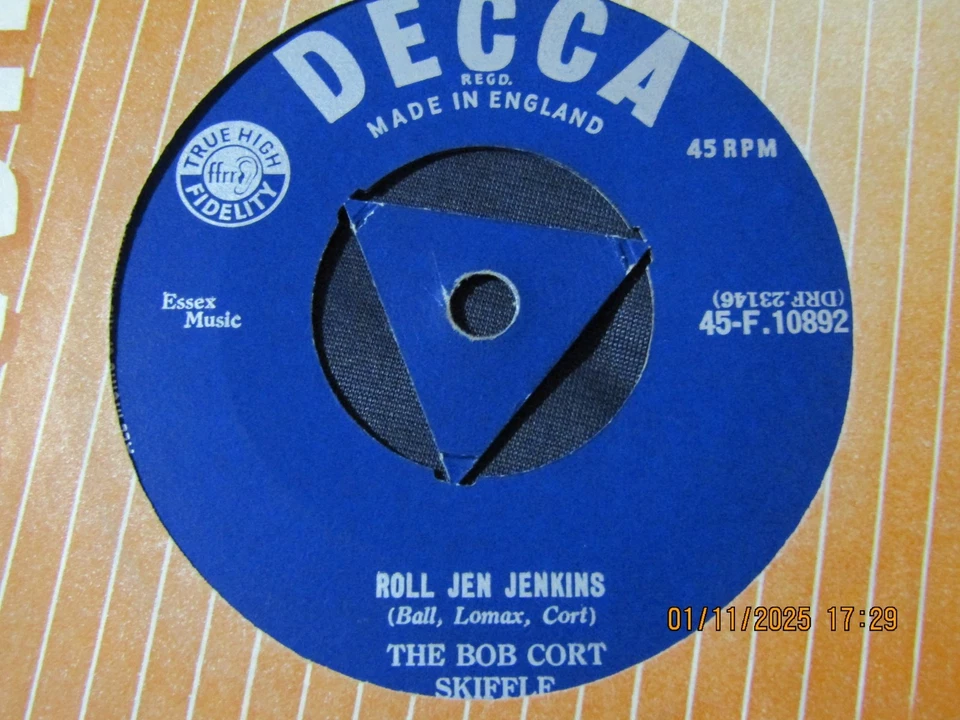 DECCA
REGD.
MADE IN ENGLAND
TRUE HIGH
ffrr
FIDELITY
45 RPM
Essex
Music
(DRF.23146)
45-F.10892
ROLL JEN JENKINS
(Ball, Lomax, Cort)
THE BOB CORT
SKIFFLE
01/11/2025 17:29